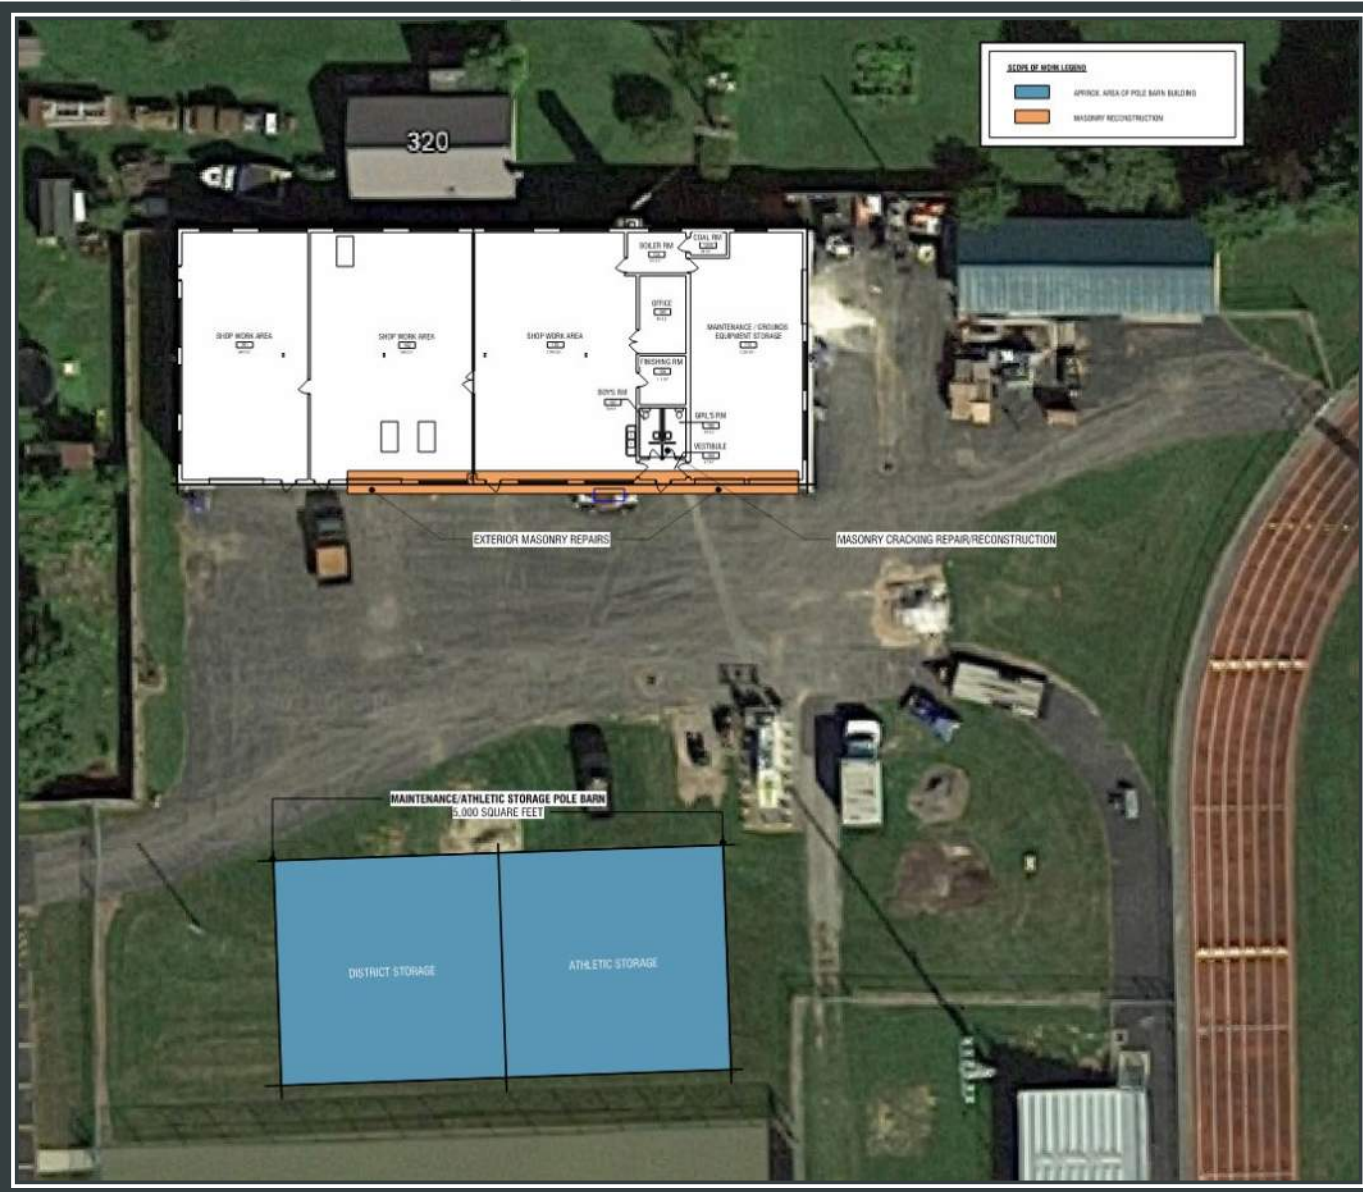 SCOPE OF WORK LEGEND
APPROX. AREA OF POLE BARN BUILDING
MASONRY RECONSTRUCTION
320
BOILER RM
COAL RM
SHOP WORK AREA
SHOP WORK AREA
SHOP WORK AREA
OFFICE
MAINTENANCE / GROUNDS
EQUIPMENT STORAGE
FINISHING RM
BOY'S RM
GIRL'S RM
VESTIBULE
EXTERIOR MASONRY REPAIRS
MASONRY CRACKING REPAIR/RECONSTRUCTION
MAINTENANCE/ATHLETIC STORAGE POLE BARN
5,000 SQUARE FEET
DISTRICT STORAGE
ATHLETIC STORAGE